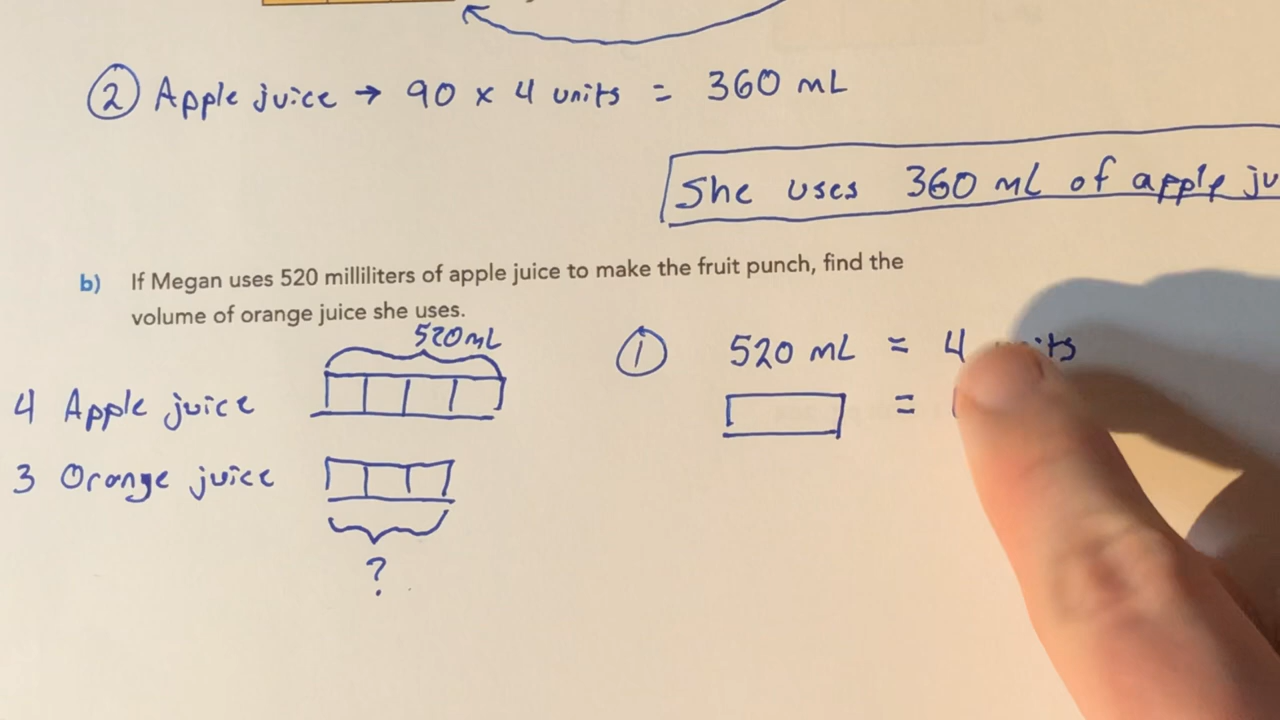 ② Apple juice → 90 x 4 units = 360 mL
She uses 360 mL of apple
b) If Megan uses 520 milliliters of apple juice to make the fruit punch, find the
volume of orange juice she uses.
520 mL
4 Apple juice
3 Orange juice
?
① 520 mL = 4
=